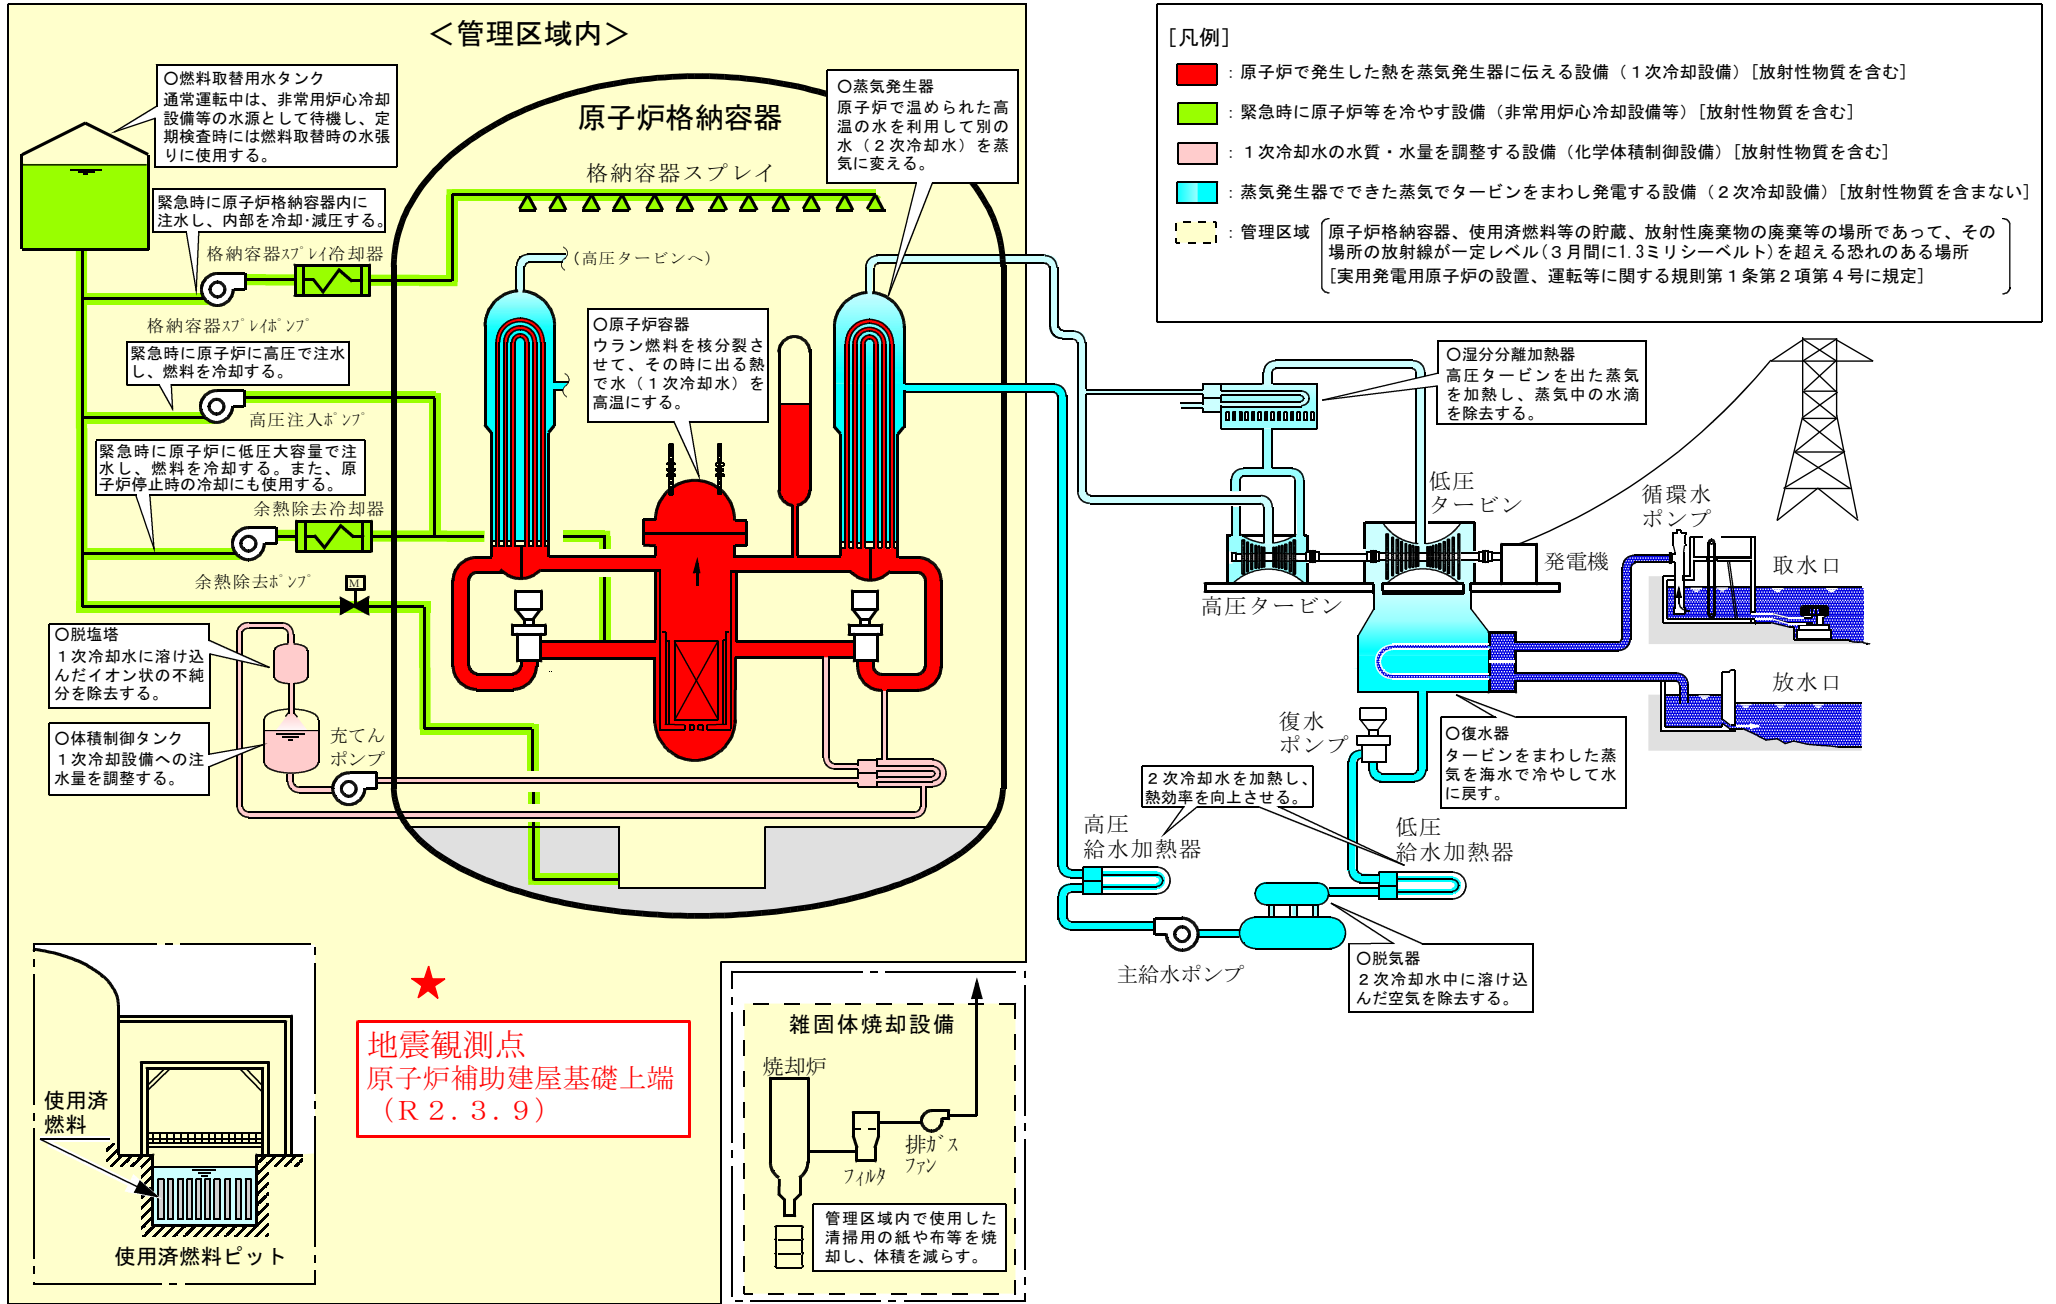 ＜管理区域内＞
○燃料取替用水タンク
通常運転中は、非常用炉心冷却
設備等の水源として待機し、定
期検査時には燃料取替時の水張
りに使用する。
緊急時に原子炉格納容器内に
注水し、内部を冷却・減圧する。
格納容器ｽﾌﾟﾚｲ冷却器
格納容器ｽﾌﾟﾚｲﾎﾟﾝﾌﾟ
緊急時に原子炉に高圧で注水
し、燃料を冷却する。
高圧注入ﾎﾟﾝﾌﾟ
緊急時に原子炉に低圧大容量で注
水し、燃料を冷却する。また、原
子炉停止時の冷却にも使用する。
余熱除去冷却器
余熱除去ﾎﾟﾝﾌﾟ
M
○脱塩塔
１次冷却水に溶け込
んだイオン状の不純
分を除去する。
○体積制御タンク
１次冷却設備への注
水量を調整する。
充てん
ポンプ
原子炉格納容器
格納容器スプレイ
（高圧タービンへ）
○原子炉容器
ウラン燃料を核分裂さ
せて、その時に出る熱
で水（１次冷却水）を
高温にする。
○蒸気発生器
原子炉で温められた高
温の水を利用して別の
水（２次冷却水）を蒸
気に変える。
[凡例]
：原子炉で発生した熱を蒸気発生器に伝える設備（１次冷却設備）[放射性物質を含む]
：緊急時に原子炉等を冷やす設備（非常用炉心冷却設備等）[放射性物質を含む]
：１次冷却水の水質・水量を調整する設備（化学体積制御設備）[放射性物質を含む]
：蒸気発生器でできた蒸気でタービンをまわし発電する設備（２次冷却設備）[放射性物質を含まない]
：管理区域
原子炉格納容器、使用済燃料等の貯蔵、放射性廃棄物の廃棄等の場所であって、その
場所の放射線が一定レベル(３月間に1.3ミリシーベルト)を超える恐れのある場所
[実用発電用原子炉の設置、運転等に関する規則第１条第２項第４号に規定]
○湿分分離加熱器
高圧タービンを出た蒸気
を加熱し、蒸気中の水滴
を除去する。
低圧
タービン
高圧タービン
発電機
循環水
ポンプ
取水口
放水口
復水
ポンプ
○復水器
タービンをまわした蒸
気を海水で冷やして水
に戻す。
２次冷却水を加熱し、
熱効率を向上させる。
高圧
給水加熱器
低圧
給水加熱器
主給水ポンプ
○脱気器
２次冷却水中に溶け込
んだ空気を除去する。
使用済
燃料
使用済燃料ピット
★
地震観測点
原子炉補助建屋基礎上端
（Ｒ２．３．９）
雑固体焼却設備
焼却炉
ﾌｨﾙﾀ
排ｶﾞｽ
ﾌｧﾝ
管理区域内で使用した
清掃用の紙や布等を焼
却し、体積を減らす。